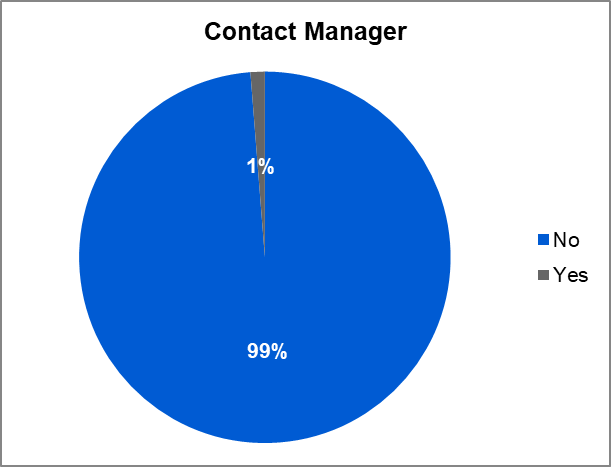 Contact Manager
1%
No
Yes
99%